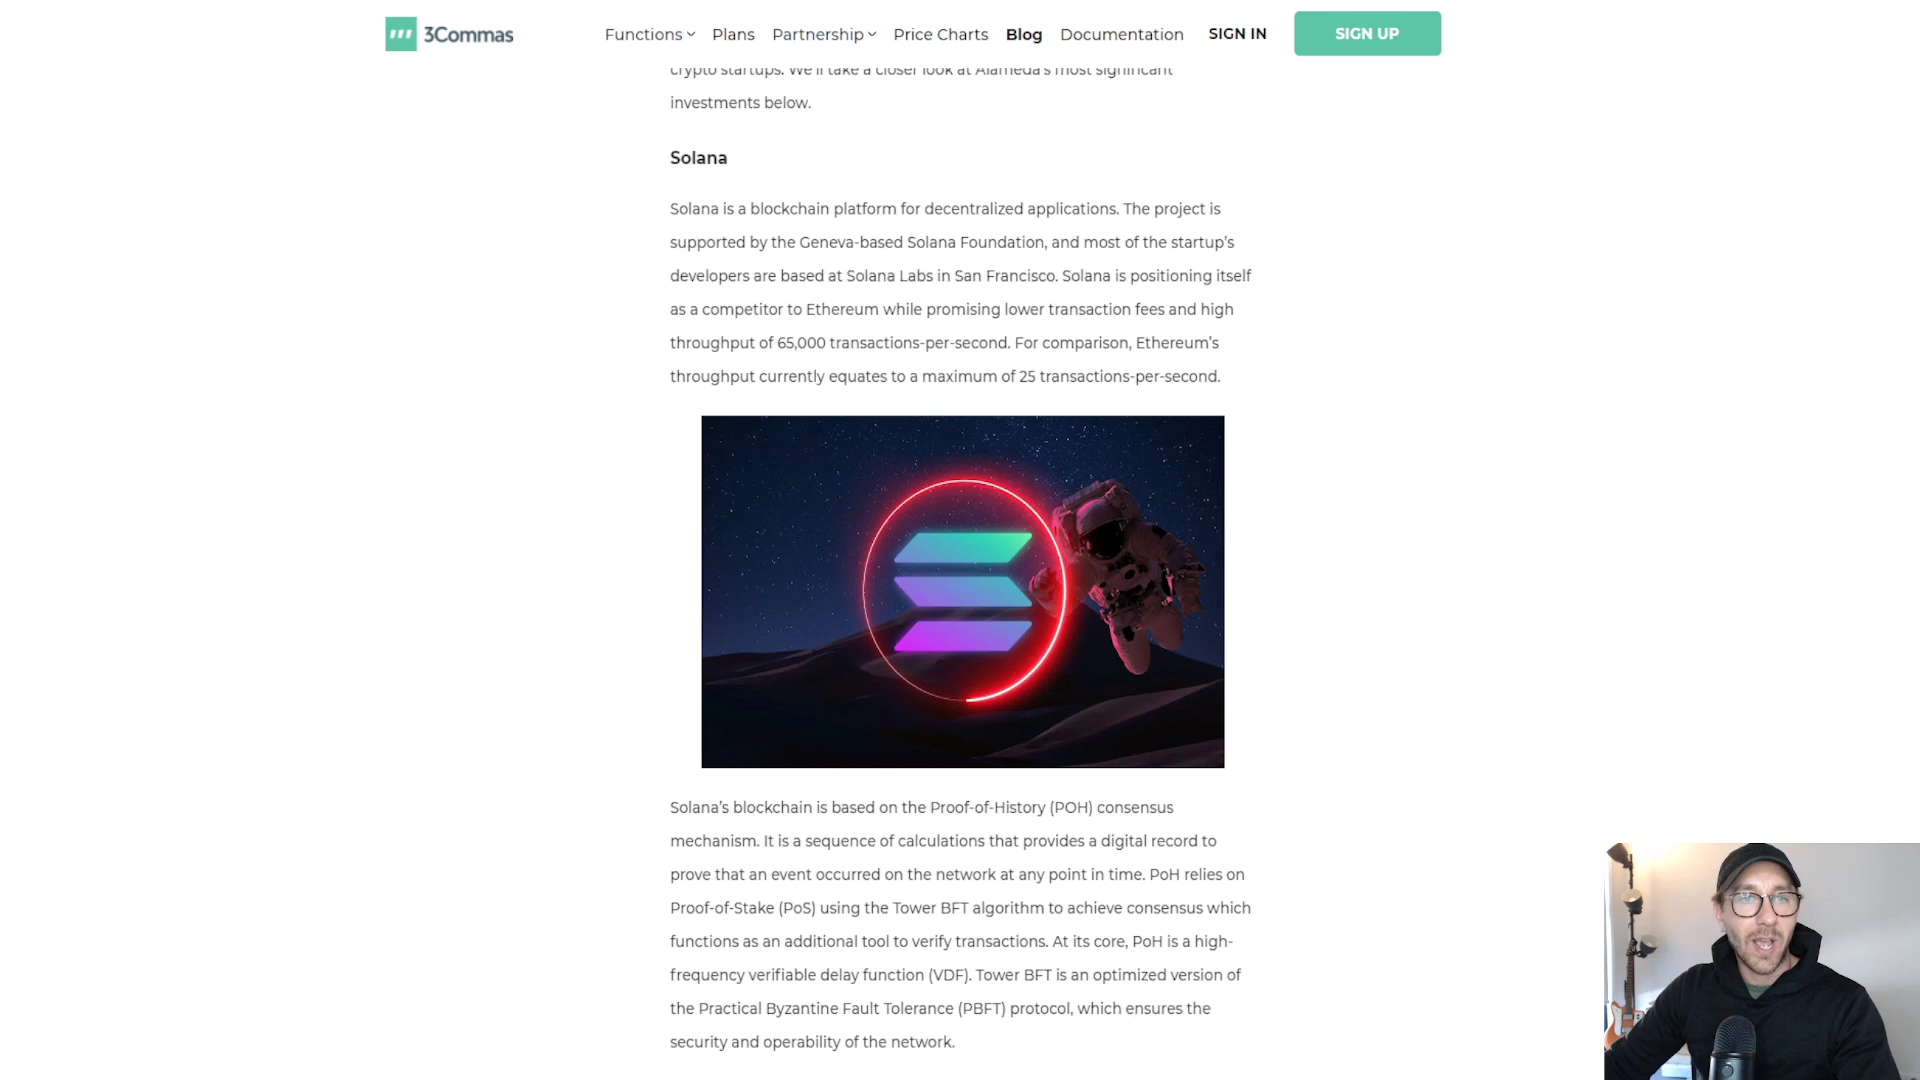 3Commas
Functions Plans Partnership Price Charts Blog Documentation SIGN IN SIGN UP
crypto startups. We'll take a closer look at Alameda's most significant
investments below.
Solana
Solana is a blockchain platform for decentralized applications. The project is
supported by the Geneva-based Solana Foundation, and most of the startup's
developers are based at Solana Labs in San Francisco. Solana is positioning itself
as a competitor to Ethereum while promising lower transaction fees and high
throughput of 65,000 transactions-per-second. For comparison, Ethereum's
throughput currently equates to a maximum of 25 transactions-per-second.
Solana's blockchain is based on the Proof-of-History (POH) consensus
mechanism. It is a sequence of calculations that provides a digital record to
prove that an event occurred on the network at any point in time. PoH relies on
Proof-of-Stake (PoS) using the Tower BFT algorithm to achieve consensus which
functions as an additional tool to verify transactions. At its core, PoH is a high-
frequency verifiable delay function (VDF). Tower BFT is an optimized version of
the Practical Byzantine Fault Tolerance (PBFT) protocol, which ensures the
security and operability of the network.